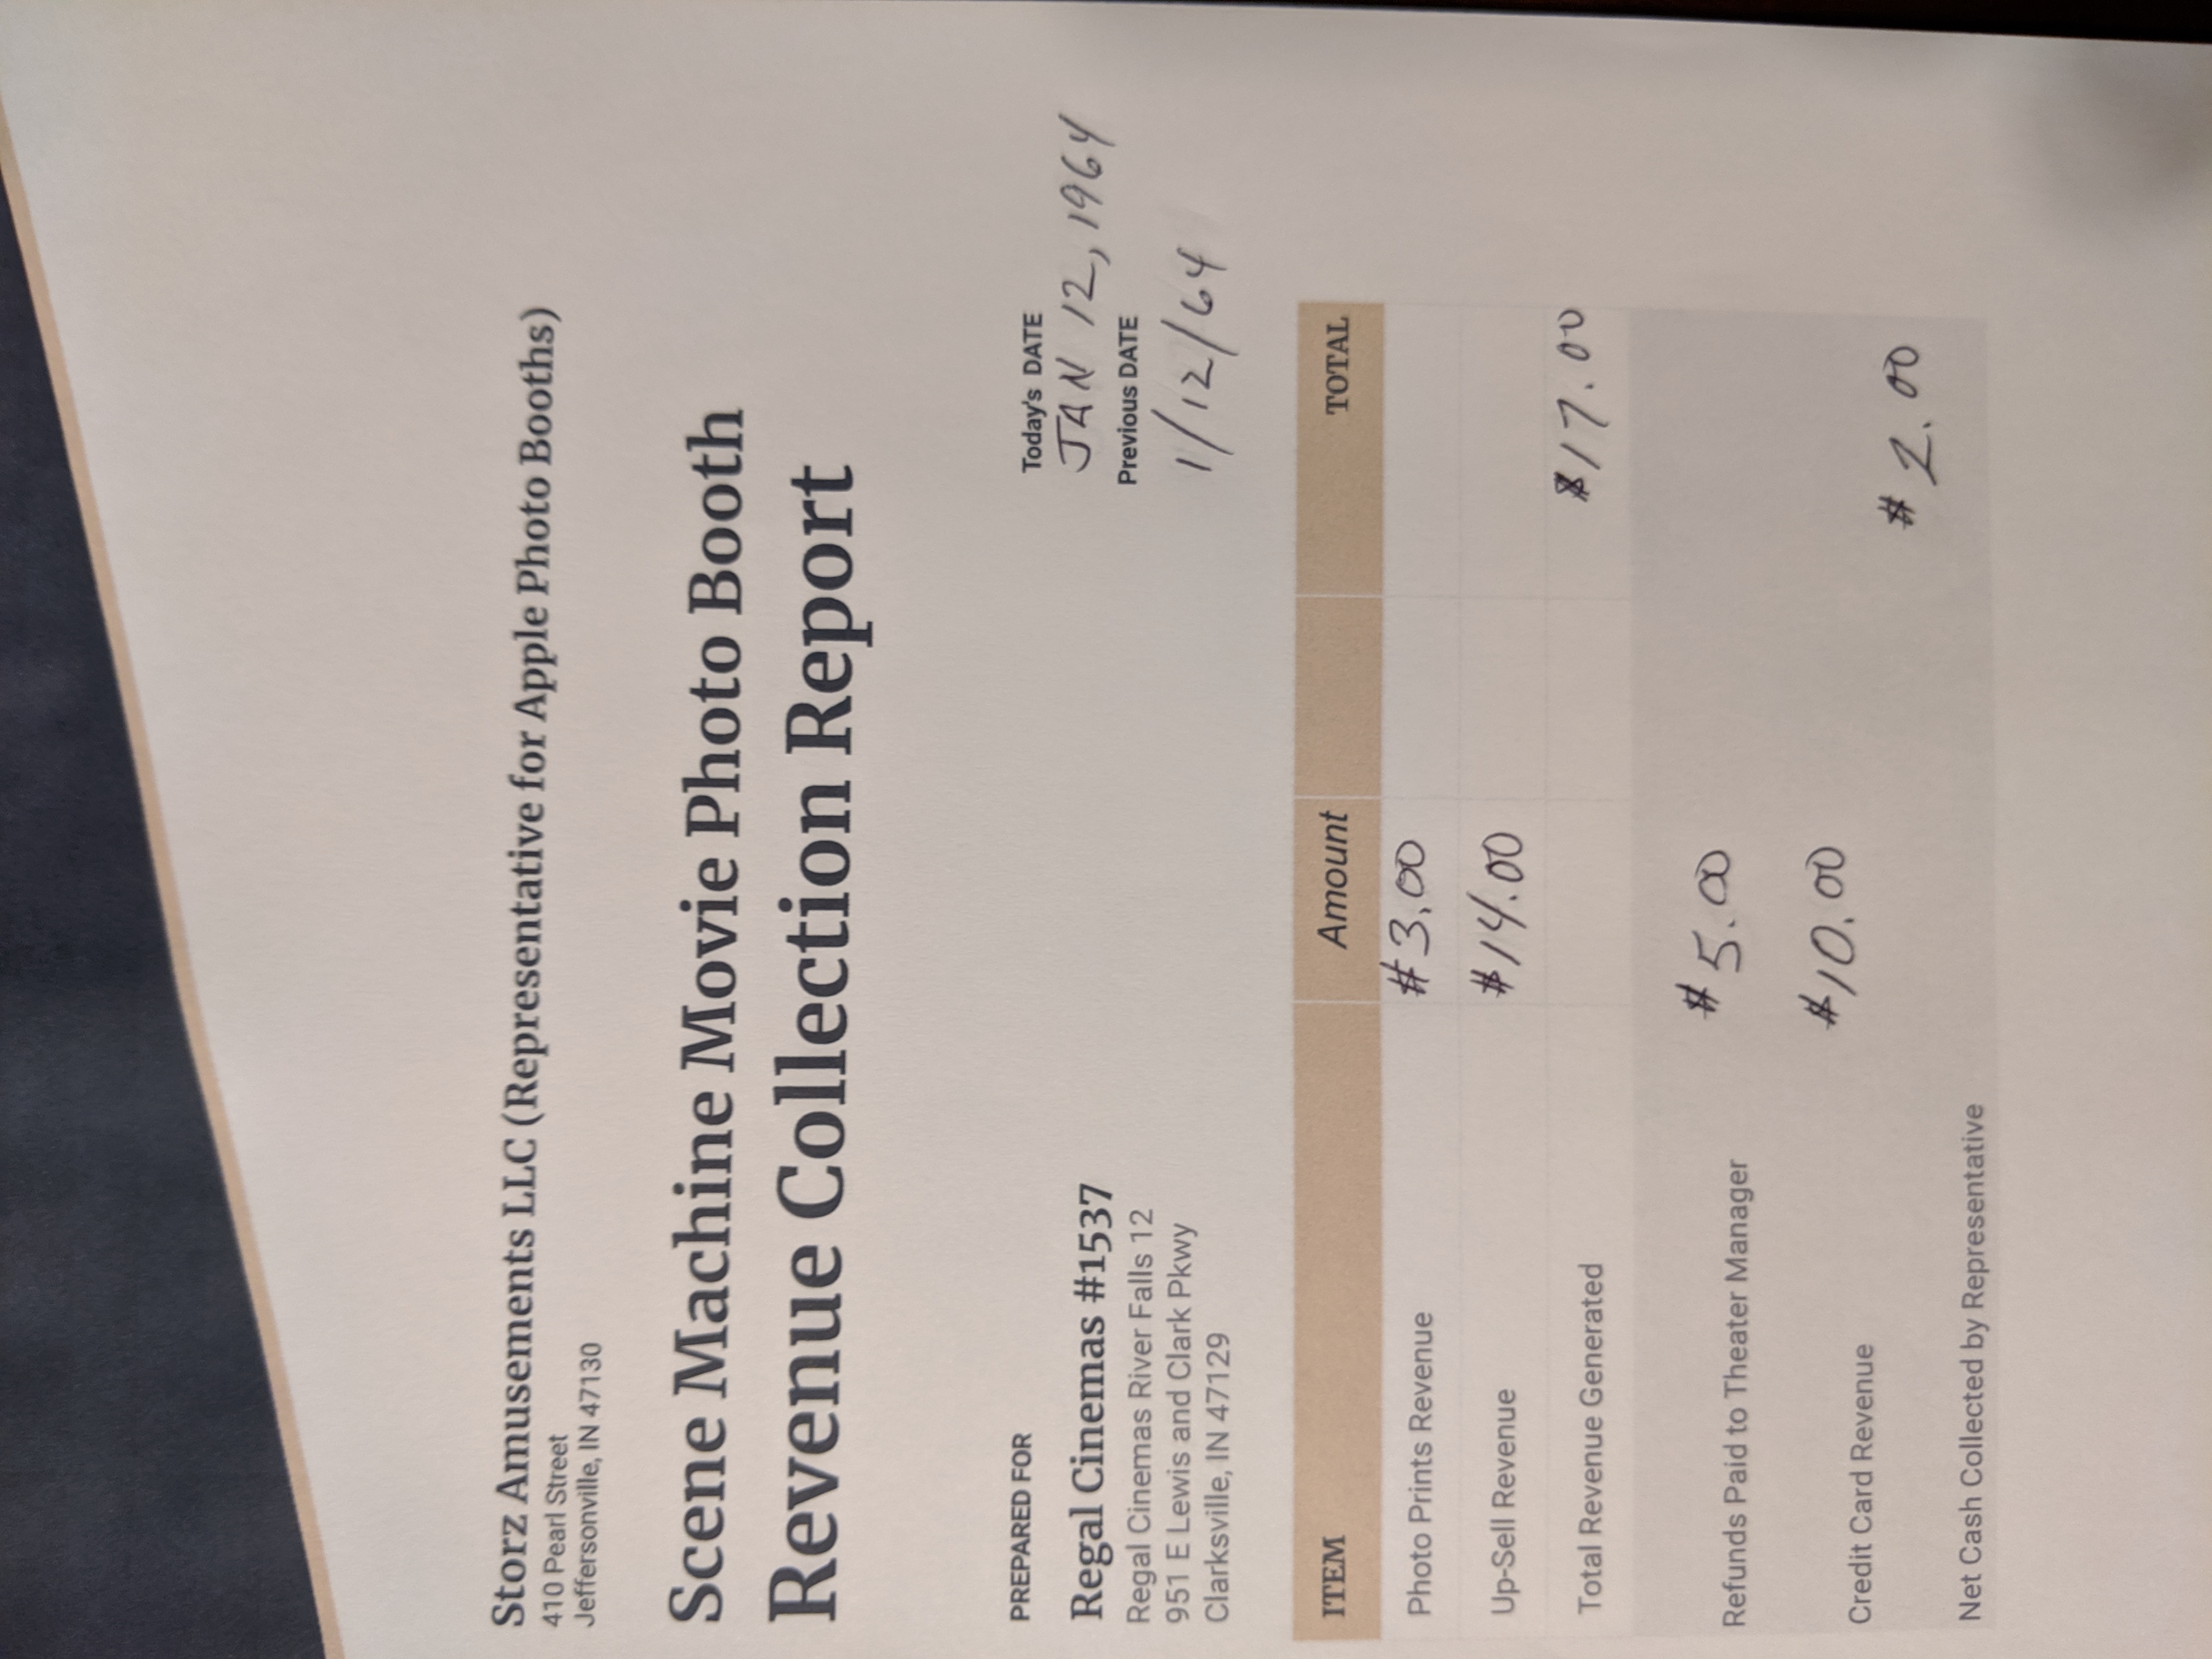 Storz Amusements LLC (Representative for Apple Photo Booths)
410 Pearl Street
Jeffersonville, IN 47130
Scene Machine Movie Photo Booth
Revenue Collection Report
PREPARED FOR
Regal Cinemas #1537
Regal Cinemas River Falls 12
951 E Lewis and Clark Pkwy
Clarksville, IN 47129
Today's DATE
JAN 12, 1964
Previous DATE
1/12/64
ITEM Amount TOTAL
Photo Prints Revenue $3.00
Up-Sell Revenue $14.00
Total Revenue Generated $17.00
Refunds Paid to Theater Manager $5.00
Credit Card Revenue $10.00
Net Cash Collected by Representative $2.00